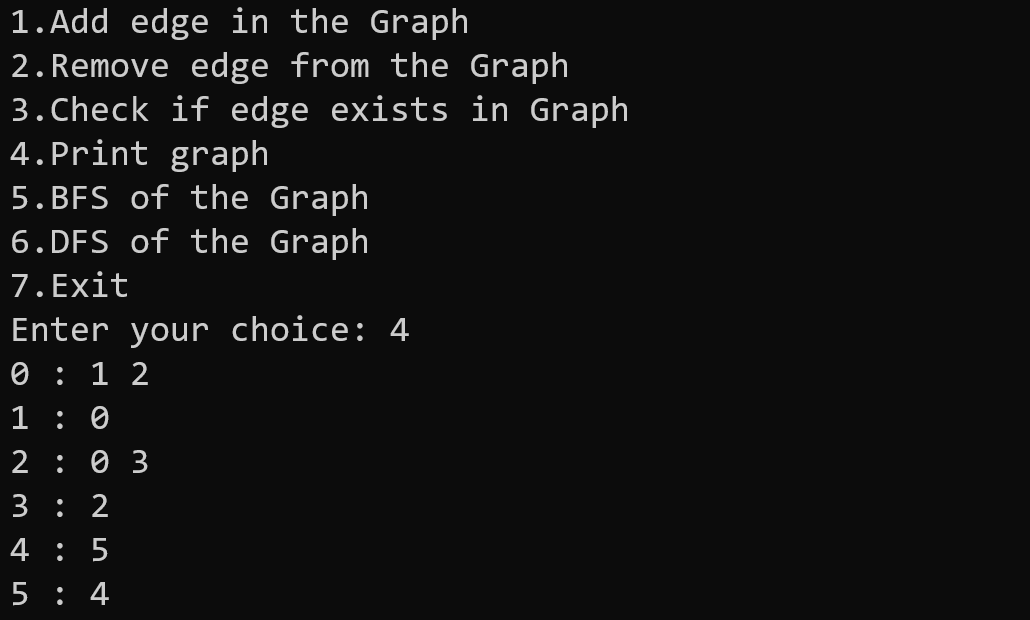 1.Add edge in the Graph
2.Remove edge from the Graph
3.Check if edge exists in Graph
4.Print graph
5.BFS of the Graph
6.DFS of the Graph
7.Exit
Enter your choice: 4
0 : 1 2
1 : 0
2 : 0 3
3 : 2
4 : 5
5 : 4